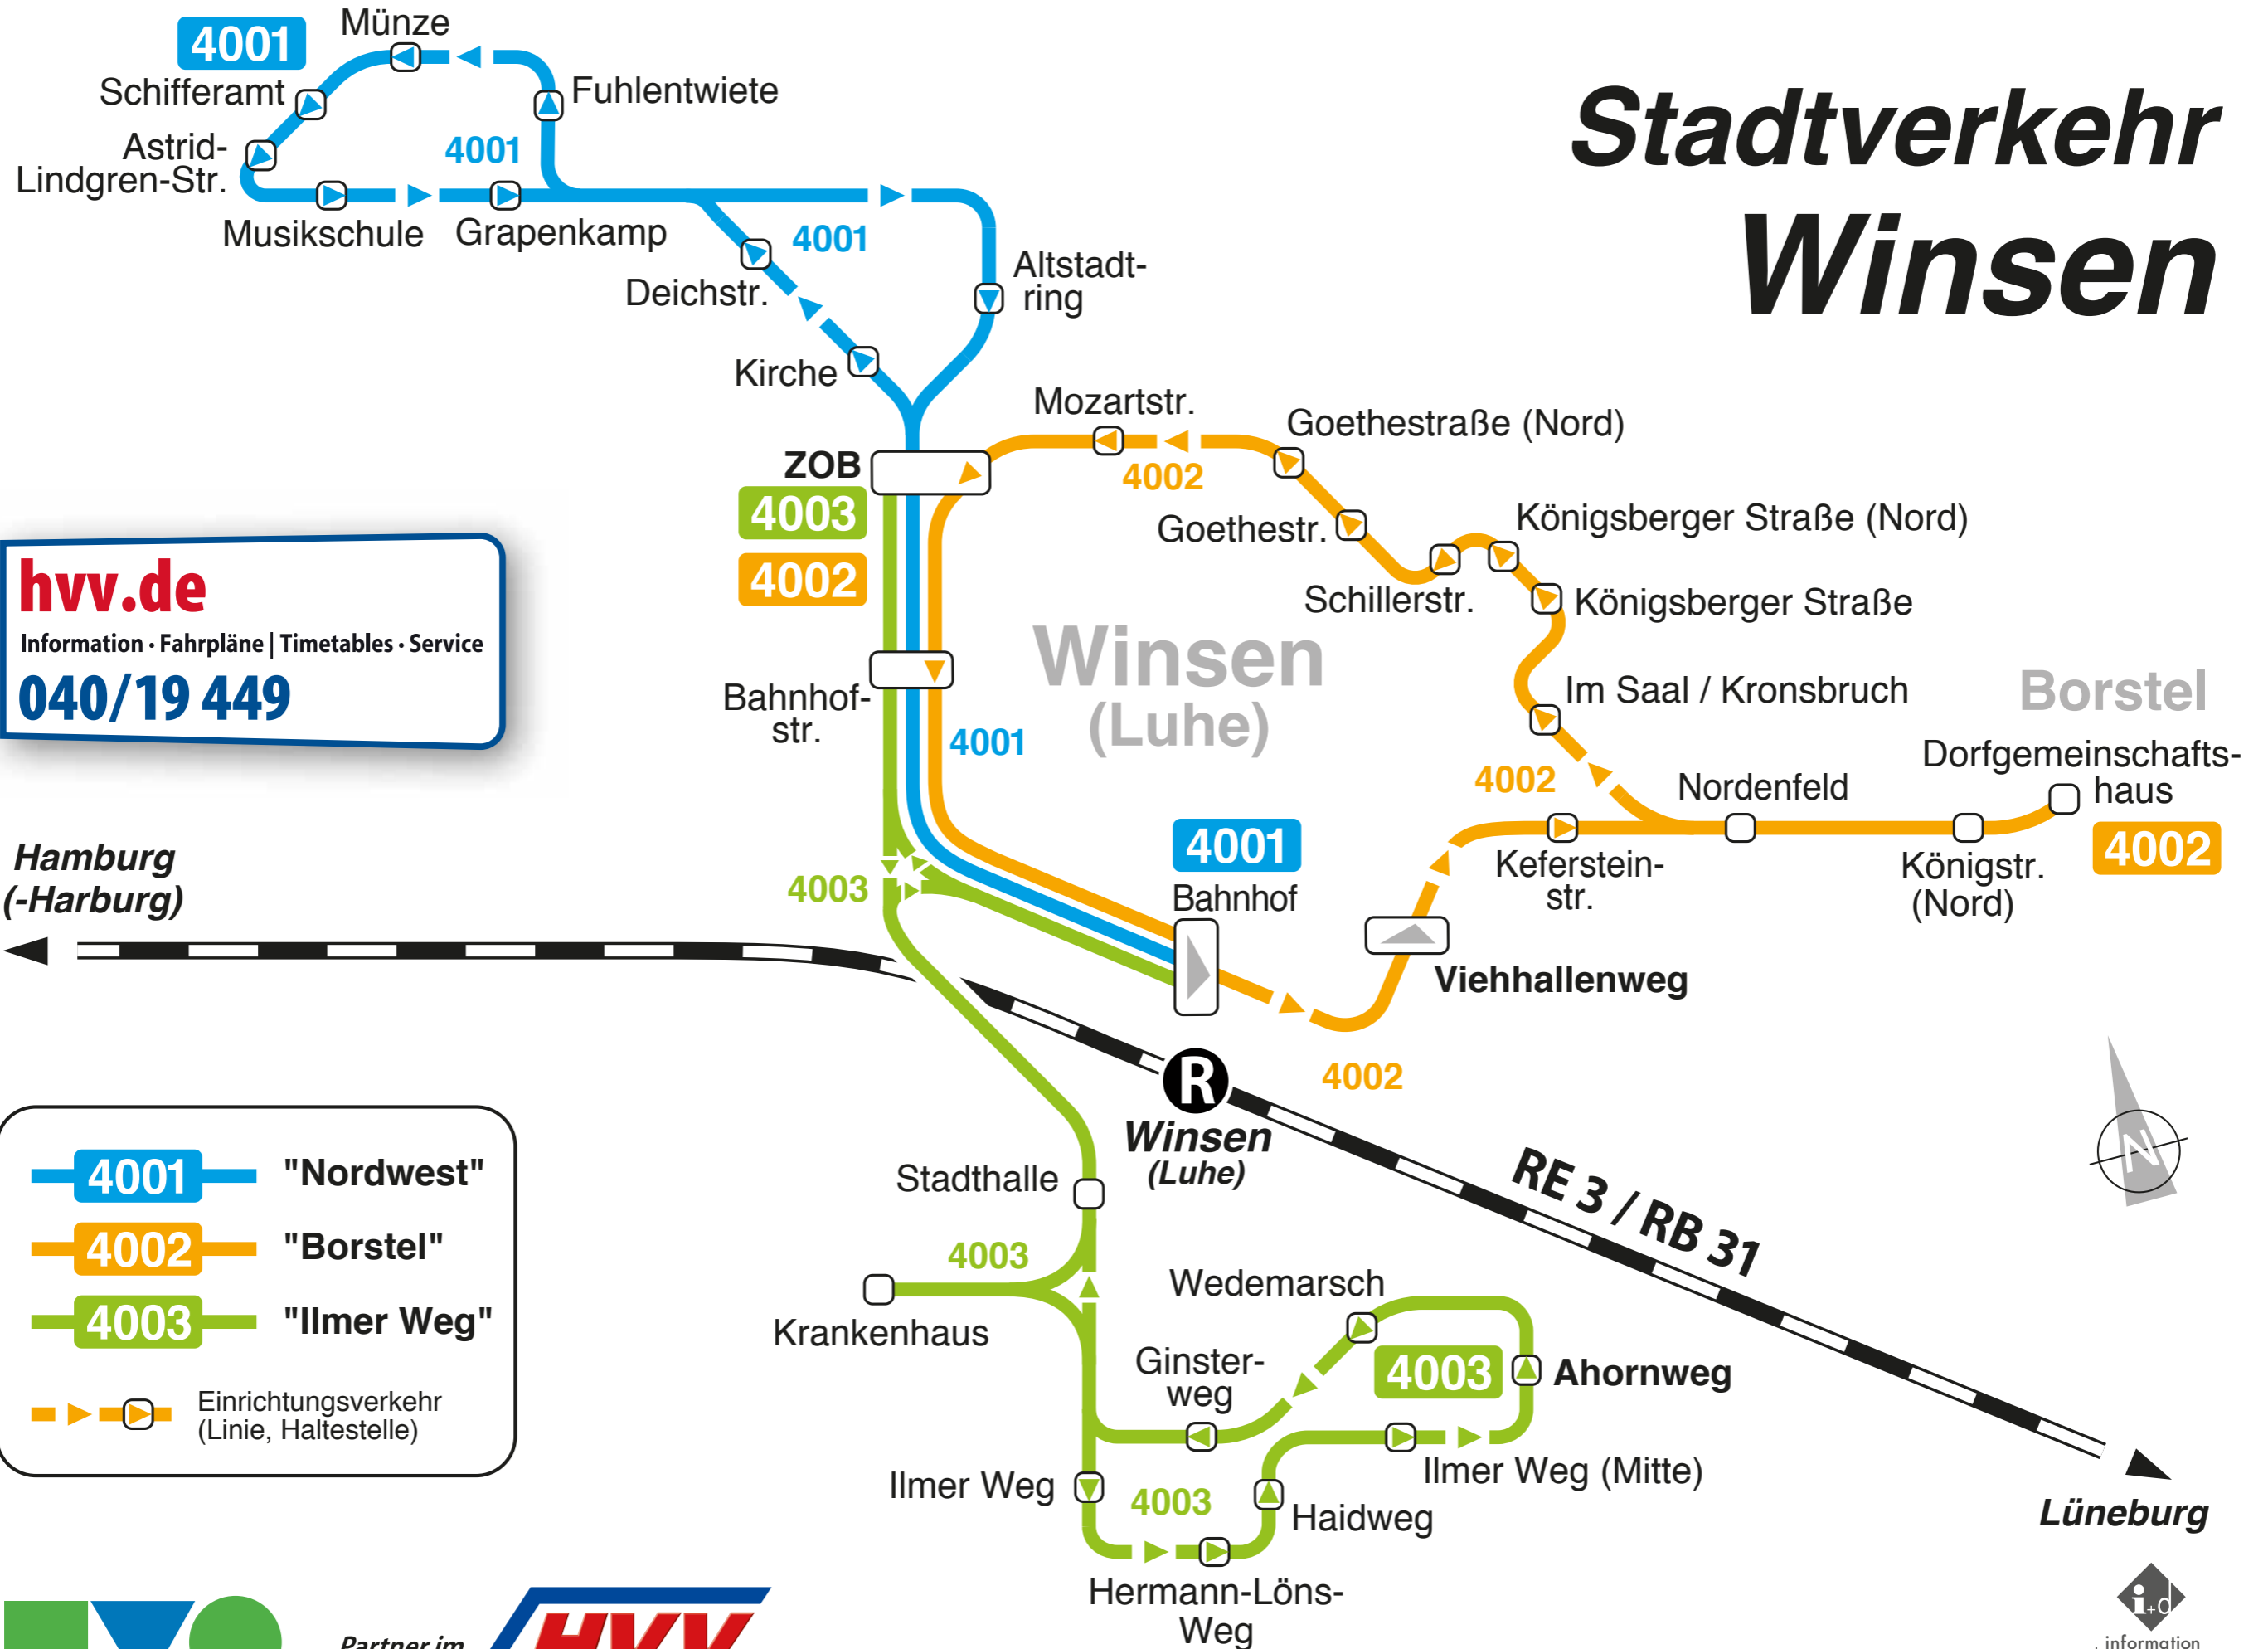 Stadtverkehr
Winsen
4001
Münze
Schifferamt
Fuhlentwiete
Astrid-
Lindgren-Str.
4001
Musikschule
Grapenkamp
4001
Deichstr.
Altstadt-
ring
Kirche
ZOB
4003
4002
Mozartstr.
4002
Goethestraße (Nord)
Goethestr.
Königsberger Straße (Nord)
Schillerstr.
Königsberger Straße
hvv.de
Information · Fahrpläne | Timetables · Service
040/19 449
Winsen
(Luhe)
Bahnhof-
str.
4001
Im Saal / Kronsbruch
Borstel
Dorfgemeinschafts-
haus
4002
Nordenfeld
4002
Königstr.
(Nord)
Keferstein-
str.
4001
Bahnhof
Viehhallenweg
4003
Hamburg
(-Harburg)
4002
R
Winsen
(Luhe)
RE 3 / RB 31
N
4001
"Nordwest"
4002
"Borstel"
4003
"Ilmer Weg"
Einrichtungsverkehr
(Linie, Haltestelle)
Stadthalle
4003
Krankenhaus
Wedemarsch
Ginster-
weg
4003
Ahornweg
Ilmer Weg
4003
Ilmer Weg (Mitte)
Haidweg
Hermann-Löns-
Weg
Lüneburg
Partner im
HVV
i+d
information